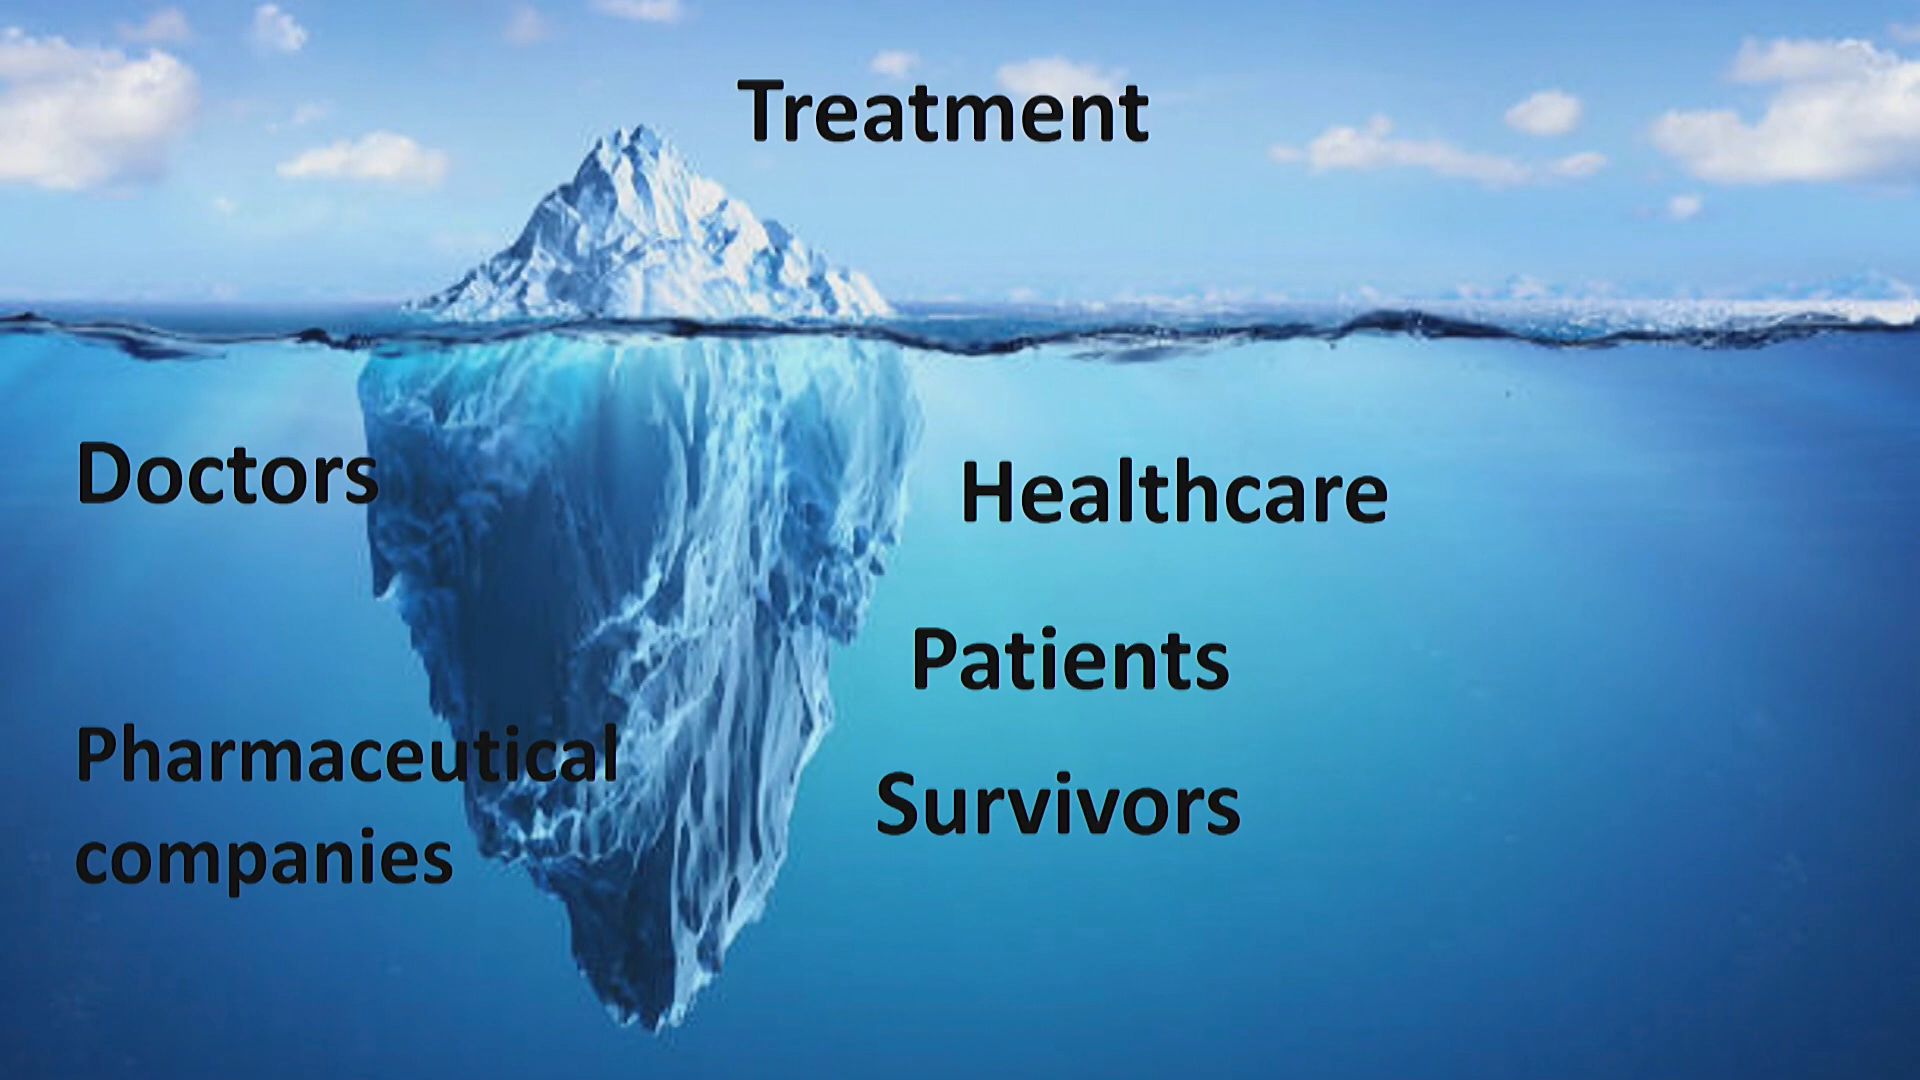 Treatment
Doctors
Healthcare
Patients
Pharmaceutical
companies
Survivors